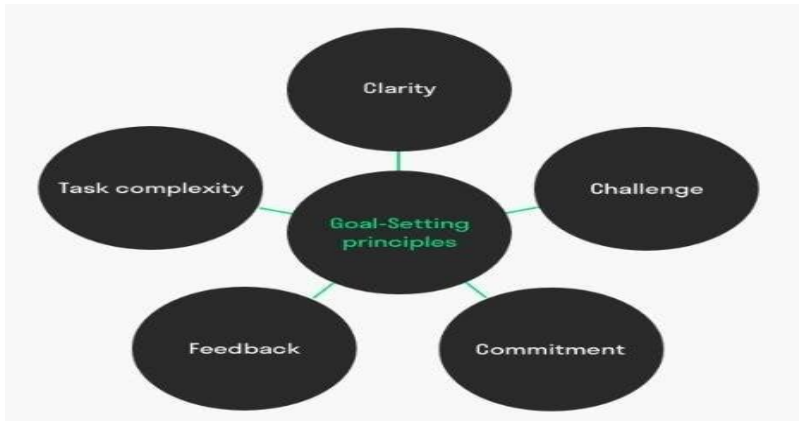 Clarity
Task complexity
Challenge
Goal-Setting
principles
Feedback
Commitment